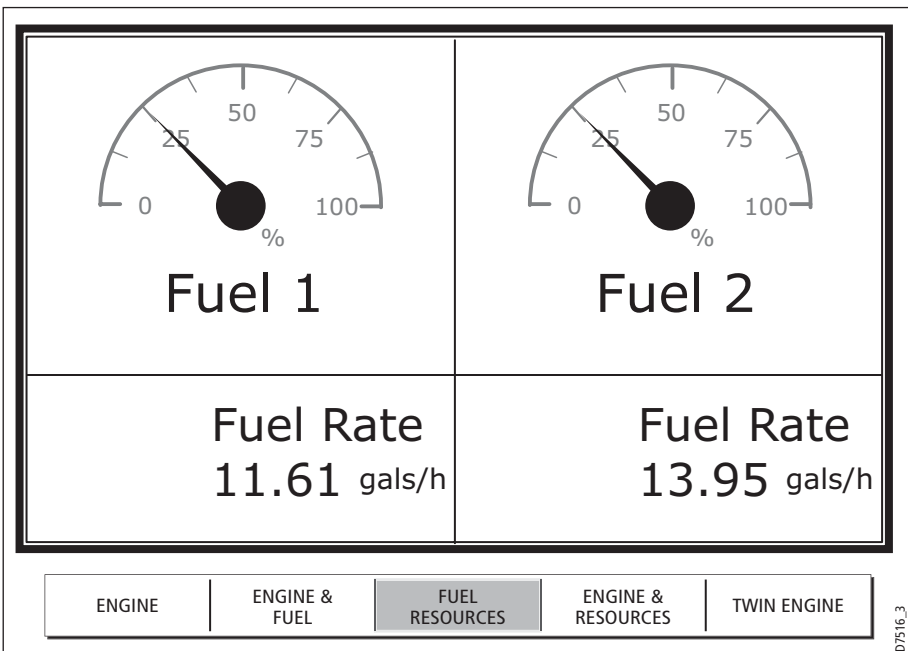 50
25
75
0
100
%
Fuel 1
50
25
75
0
100
%
Fuel 2
Fuel Rate
11.61 gals/h
Fuel Rate
13.95 gals/h
ENGINE
ENGINE &
FUEL
FUEL
RESOURCES
ENGINE &
RESOURCES
TWIN ENGINE
D7516_3